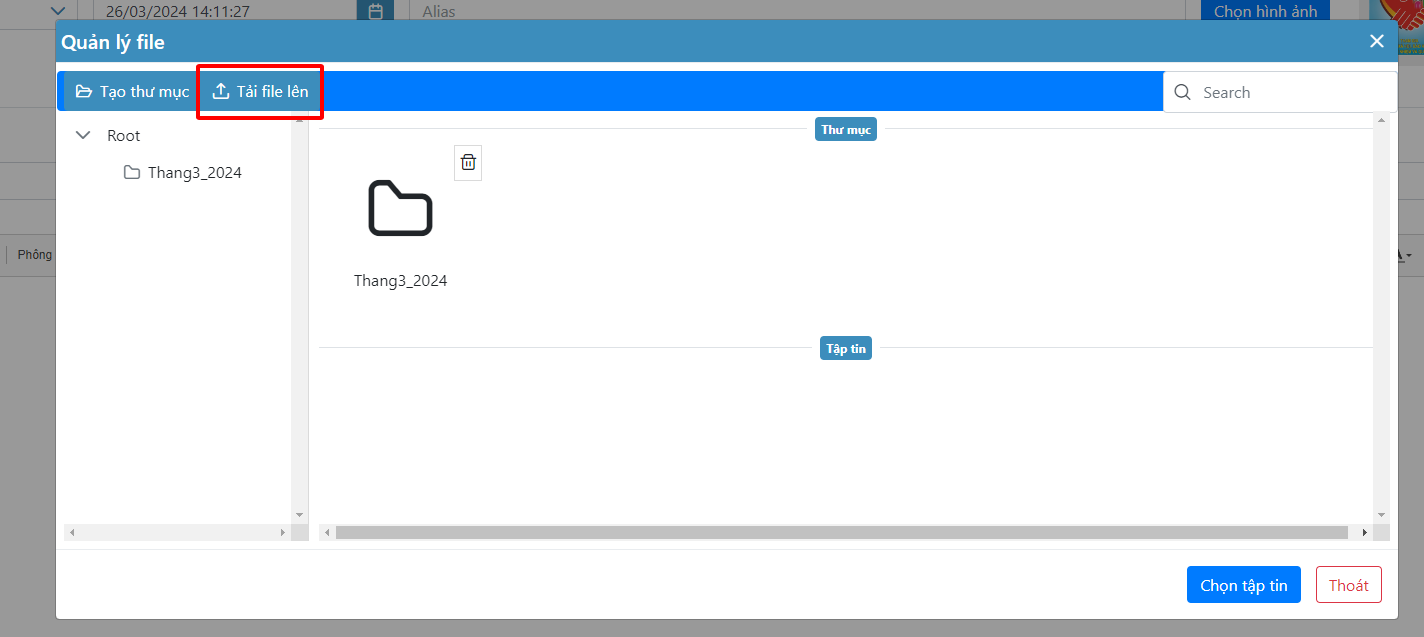 26/03/2024 14:11:27
Alias
Chọn hình ảnh
Quản lý file
Tạo thư mục
Tải file lên
Search
Root
Thang3_2024
Thư mục
Thang3_2024
Tập tin
Phông
Chọn tập tin
Thoát